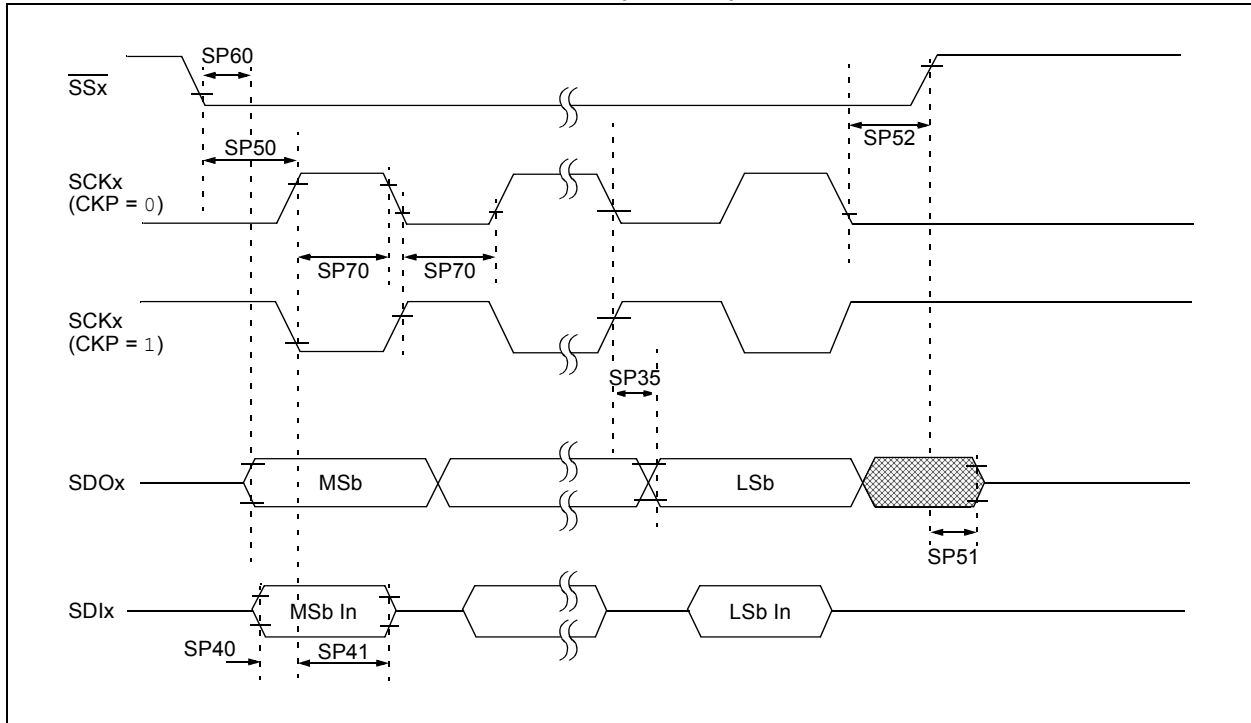 SP60
SSx
SP52
SP50
SCKx
(CKP = 0)
SP70
SP70
SCKx
(CKP = 1)
SP35
SDOx
MSb
LSb
SP51
SDIx
MSb In
LSb In
SP40
SP41